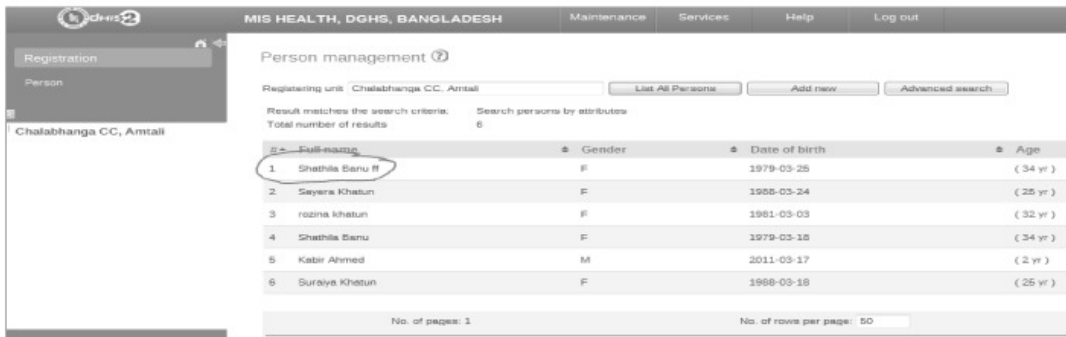 dhis2 MIS HEALTH, DGHS, BANGLADESH Maintenance Services Help Log out
Registration
Person
Chalabhanga CC, Amtali
Person management ?
Registering unit Chalabhanga CC, Amtali List All Persons Add new Advanced search
Result matches the search criteria: Search persons by attributes
Total number of results 6
# Full name Gender Date of birth Age
1 Shathila Banu ff F 1979-03-25 ( 34 yr )
2 Sayera Khatun F 1988-03-24 ( 25 yr )
3 rozina khatun F 1981-03-03 ( 32 yr )
4 Shathila Banu F 1979-03-18 ( 34 yr )
5 Kabir Ahmed M 2011-03-17 ( 2 yr )
6 Suraiya Khatun F 1988-03-18 ( 25 yr )
No. of pages: 1 No. of rows per page: 50